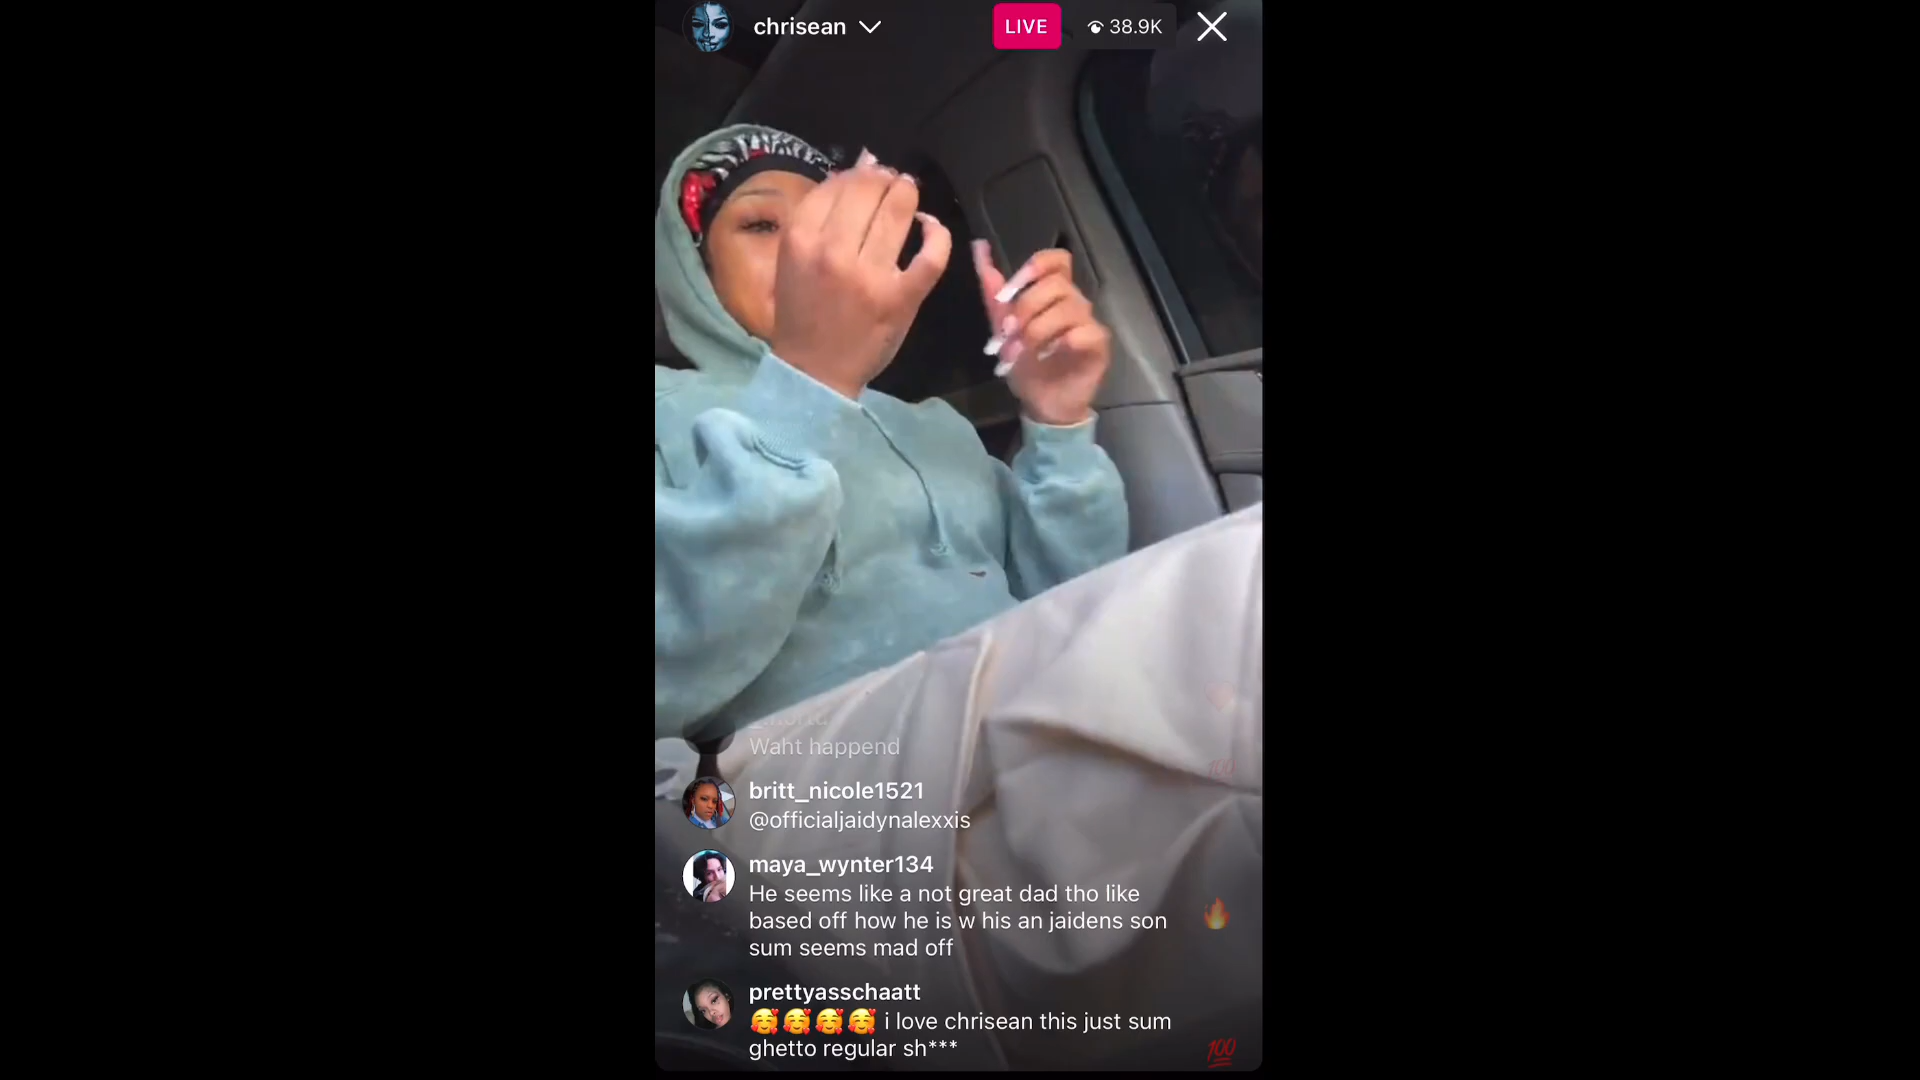 chrisean
LIVE
38.9K
Waht happend
britt_nicole1521
@officialjaidynalexxis
maya_wynter134
He seems like a not great dad tho like
based off how he is w his an jaidens son
sum seems mad off
prettyasschaatt
🥰🥰🥰🥰 i love chrisean this just sum
ghetto regular sh***